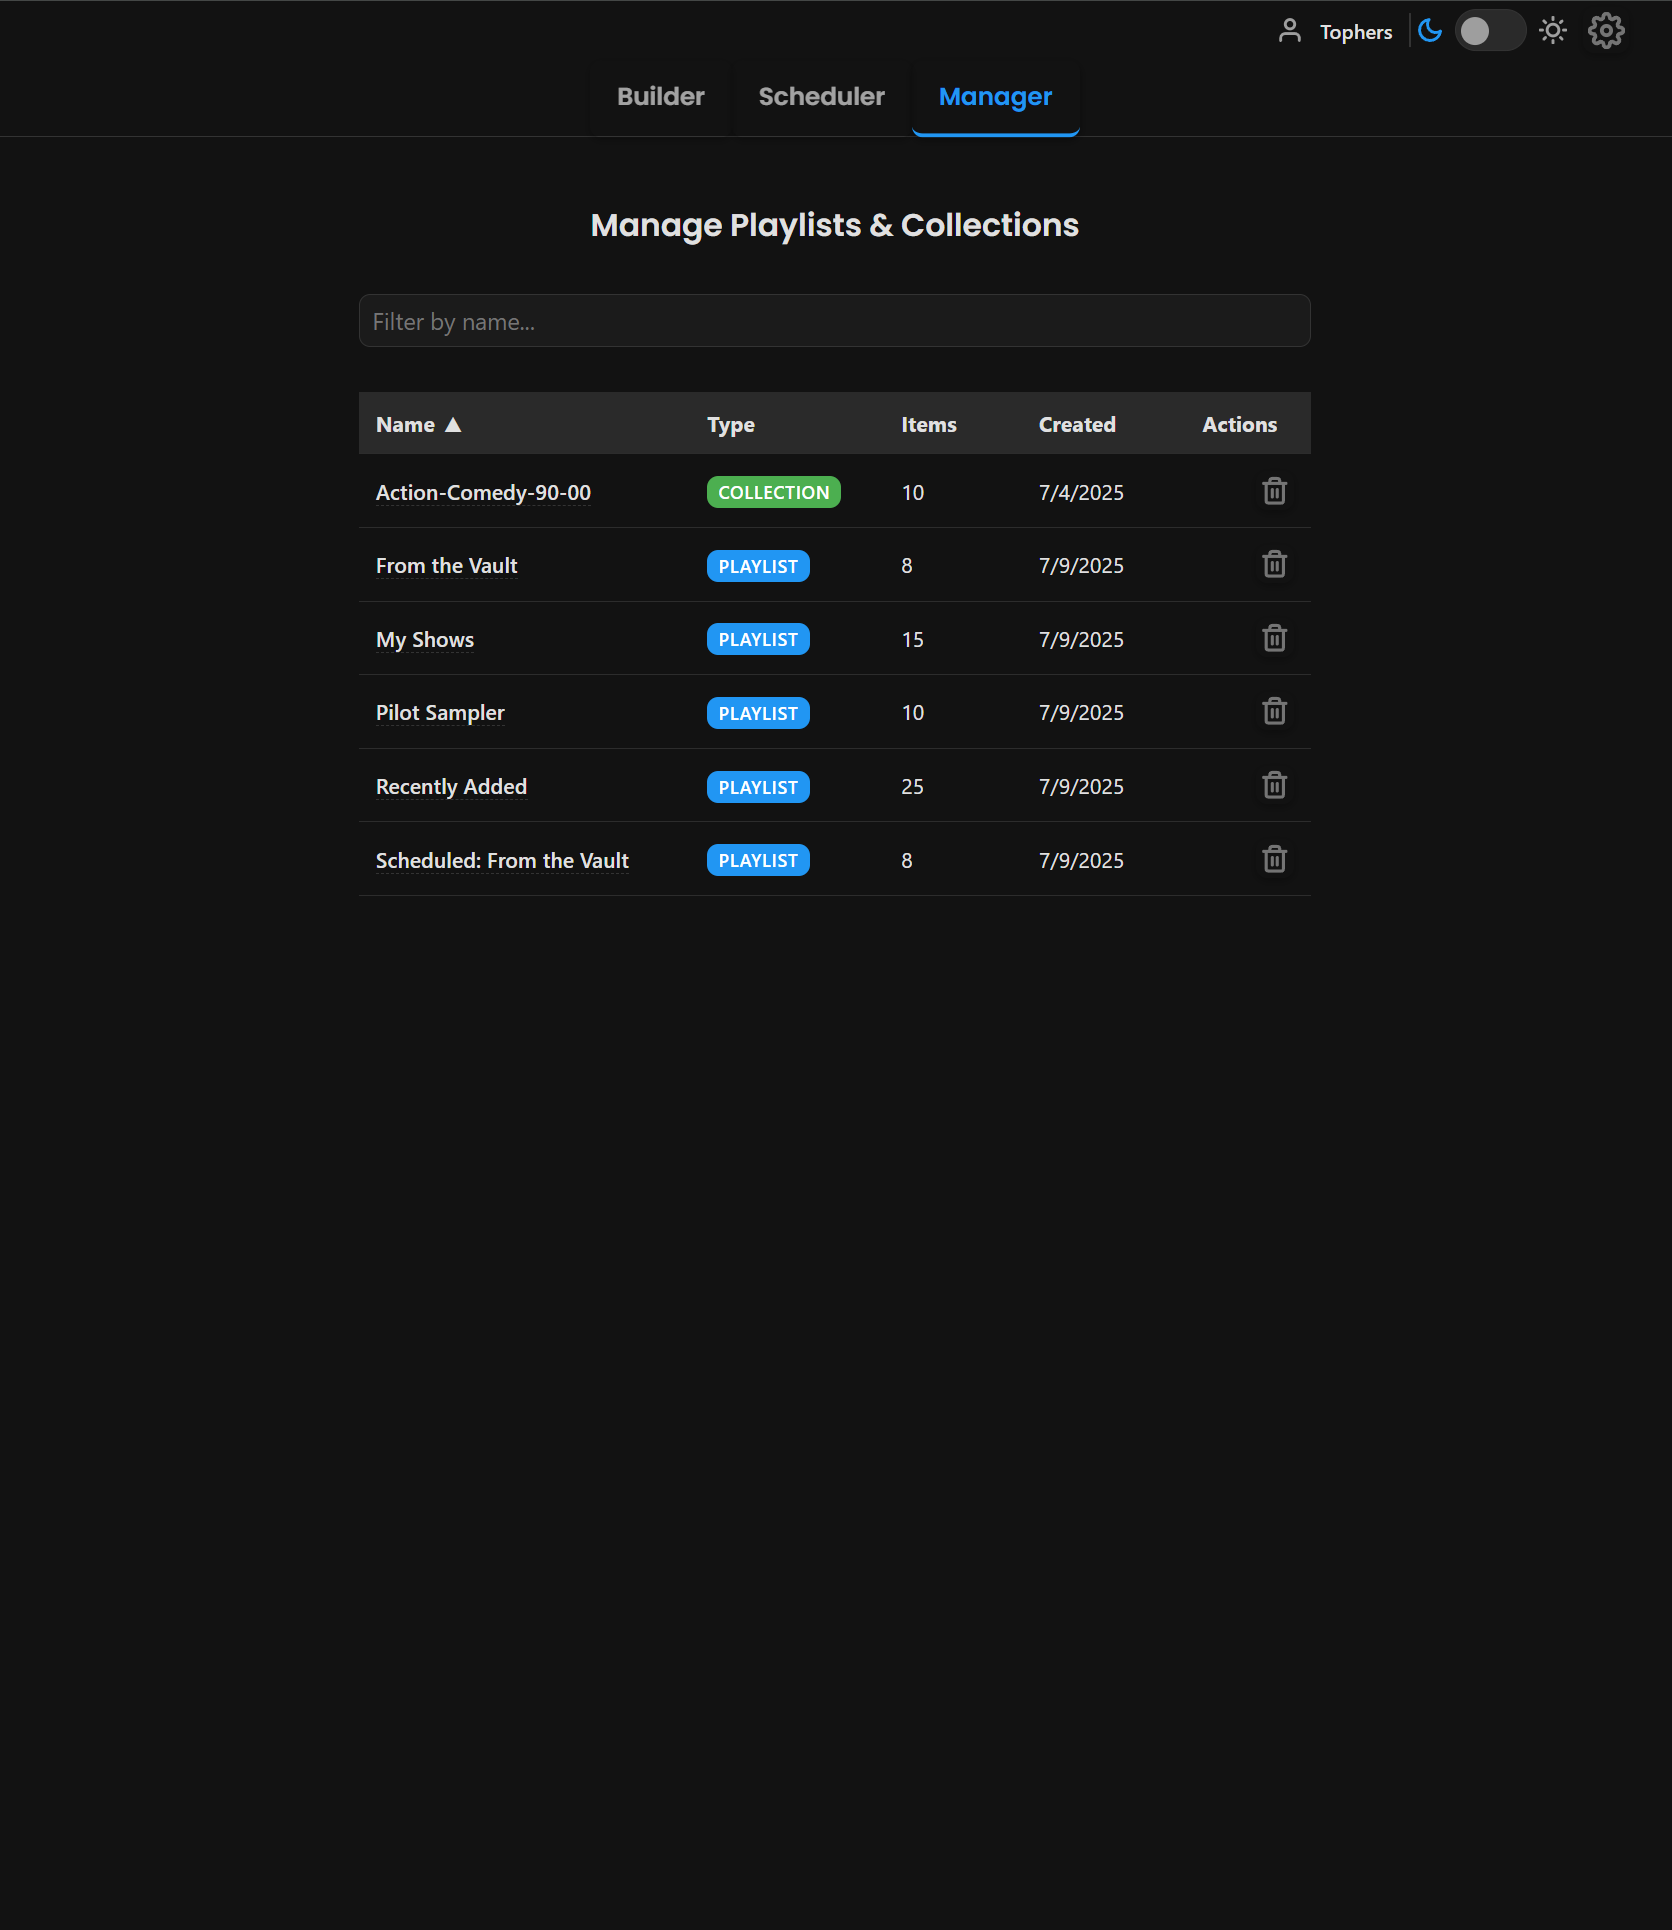 Tophers
Builder Scheduler Manager
Manage Playlists & Collections
Filter by name...
Name ▲ Type Items Created Actions
Action-Comedy-90-00 COLLECTION 10 7/4/2025
From the Vault PLAYLIST 8 7/9/2025
My Shows PLAYLIST 15 7/9/2025
Pilot Sampler PLAYLIST 10 7/9/2025
Recently Added PLAYLIST 25 7/9/2025
Scheduled: From the Vault PLAYLIST 8 7/9/2025